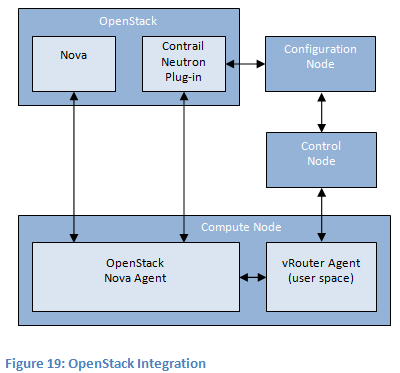 OpenStack
Nova
Contrail
Neutron
Plug-in
Configuration
Node
Control
Node
Compute Node
OpenStack
Nova Agent
vRouter Agent
(user space)
Figure 19: OpenStack Integration